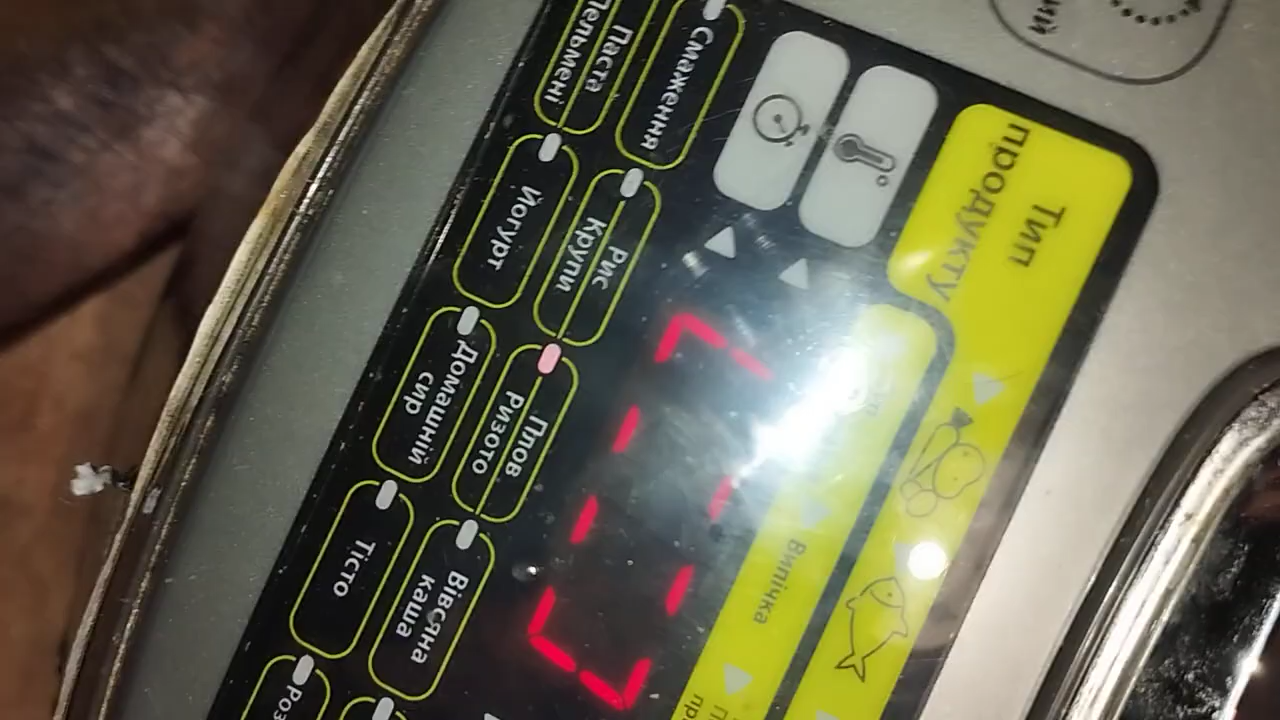 Тип
продукту
Випічка
Смаження
Паста
Пельмені
Рис
Крупи
Йогурт
Плов
Ризото
Домашній
сир
Вівсяна
каша
Тісто